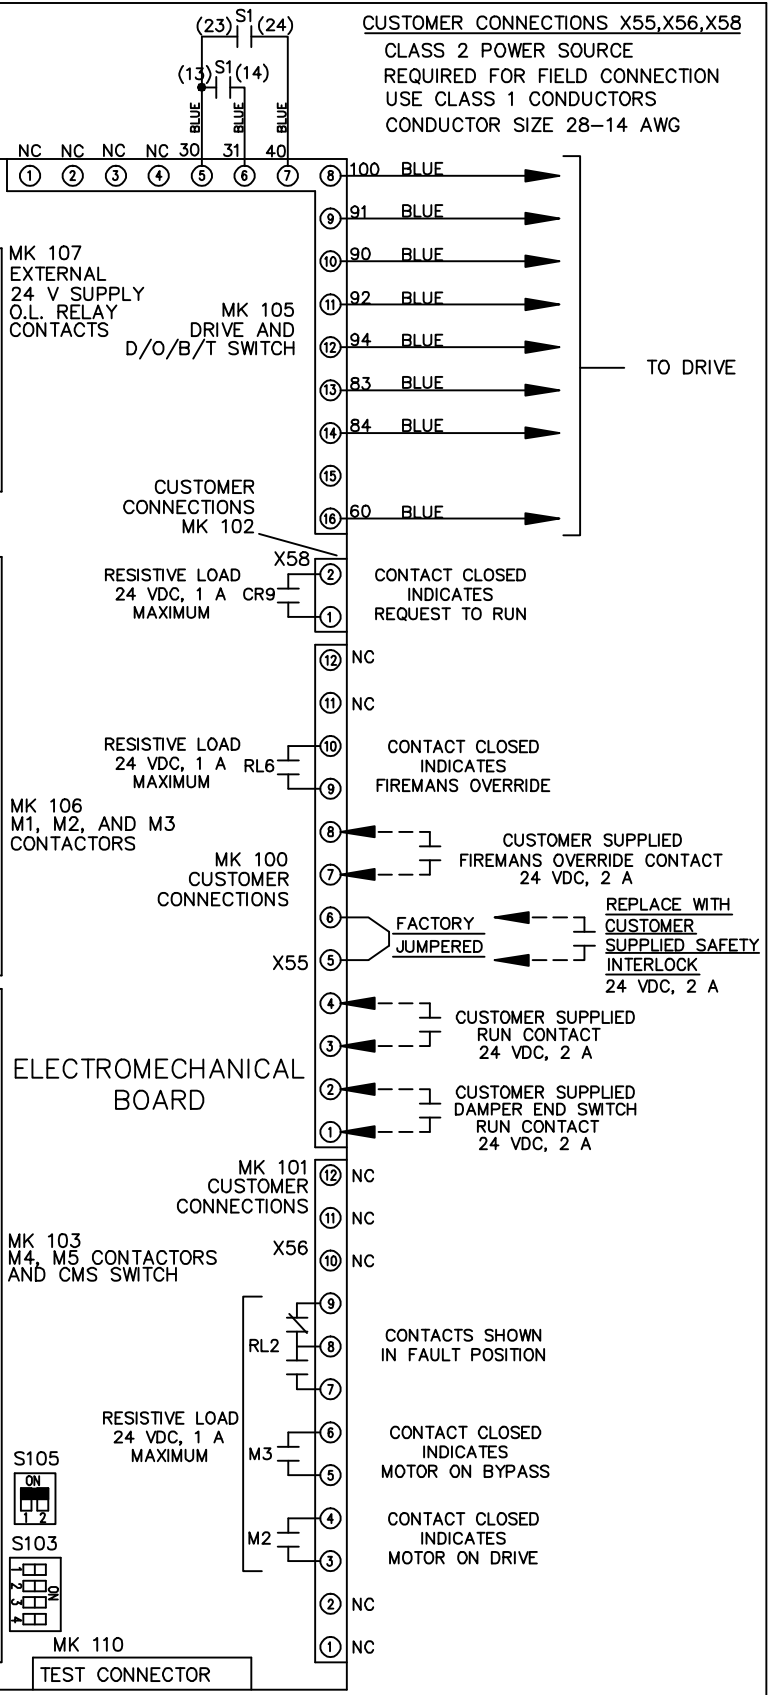 CUSTOMER CONNECTIONS X55,X56,X58
CLASS 2 POWER SOURCE
REQUIRED FOR FIELD CONNECTION
USE CLASS 1 CONDUCTORS
CONDUCTOR SIZE 28-14 AWG
(23) S1 (24)
(13) S1 (14)
BLUE BLUE BLUE
NC NC NC NC 30 31 40
1 2 3 4 5 6 7 8 100 BLUE
9 91 BLUE
10 90 BLUE
11 92 BLUE
12 94 BLUE
13 83 BLUE
14 84 BLUE
15
16 60 BLUE
TO DRIVE
MK 107
EXTERNAL
24 V SUPPLY
O.L. RELAY
CONTACTS
MK 105
DRIVE AND
D/O/B/T SWITCH
CUSTOMER
CONNECTIONS
MK 102
X58
2
1
RESISTIVE LOAD
24 VDC, 1 A CR9
MAXIMUM
CONTACT CLOSED
INDICATES
REQUEST TO RUN
12 NC
11 NC
10
9
RESISTIVE LOAD
24 VDC, 1 A RL6
MAXIMUM
CONTACT CLOSED
INDICATES
FIREMANS OVERRIDE
MK 106
M1, M2, AND M3
CONTACTORS
MK 100
CUSTOMER
CONNECTIONS
X55
8
7
CUSTOMER SUPPLIED
FIREMANS OVERRIDE CONTACT
24 VDC, 2 A
6
5
FACTORY
JUMPERED
REPLACE WITH
CUSTOMER
SUPPLIED SAFETY
INTERLOCK
24 VDC, 2 A
4
3
CUSTOMER SUPPLIED
RUN CONTACT
24 VDC, 2 A
2
1
CUSTOMER SUPPLIED
DAMPER END SWITCH
RUN CONTACT
24 VDC, 2 A
ELECTROMECHANICAL
BOARD
MK 101
CUSTOMER
CONNECTIONS
X56
12 NC
11 NC
10 NC
MK 103
M4, M5 CONTACTORS
AND CMS SWITCH
9
RL2 8
7
CONTACTS SHOWN
IN FAULT POSITION
RESISTIVE LOAD
24 VDC, 1 A
MAXIMUM
6
M3
5
CONTACT CLOSED
INDICATES
MOTOR ON BYPASS
4
M2
3
CONTACT CLOSED
INDICATES
MOTOR ON DRIVE
2 NC
1 NC
S105
ON
1 2
S103
1
2
3
4
ON
MK 110
TEST CONNECTOR